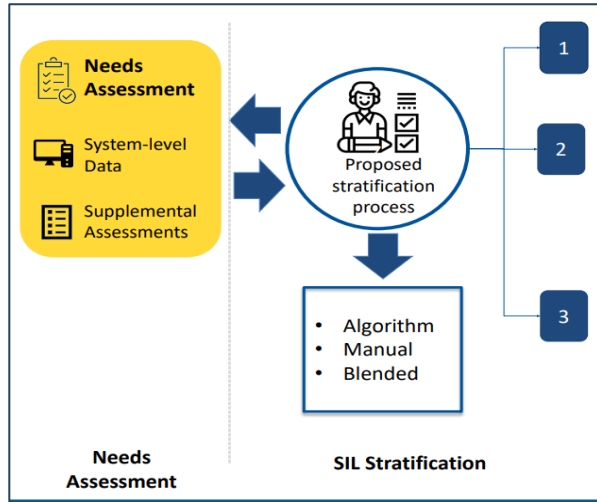 Needs
Assessment
System-level
Data
Supplemental
Assessments
Proposed
stratification
process
1
2
3
• Algorithm
• Manual
• Blended
Needs
Assessment
SIL Stratification